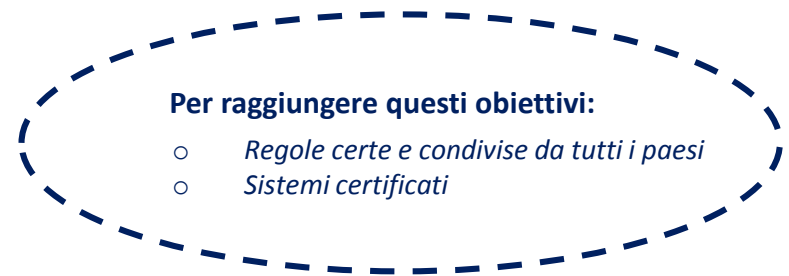 Per raggiungere questi obiettivi:
o Regole certe e condivise da tutti i paesi
o Sistemi certificati